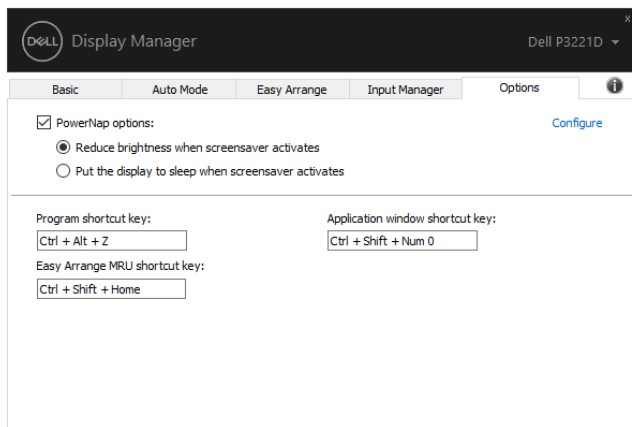 x
DELL Display Manager
Dell P3221D
Basic
Auto Mode
Easy Arrange
Input Manager
Options
i
PowerNap options:
Configure
Reduce brightness when screensaver activates
Put the display to sleep when screensaver activates
Program shortcut key:
Application window shortcut key:
Ctrl + Alt + Z
Ctrl + Shift + Num 0
Easy Arrange MRU shortcut key:
Ctrl + Shift + Home